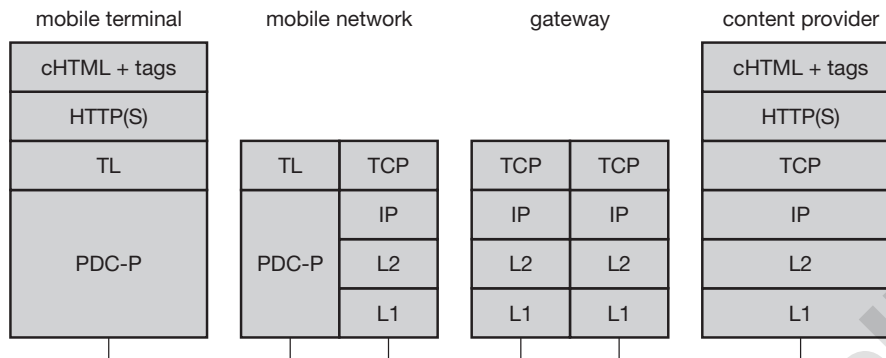 mobile terminal mobile network gateway content provider
cHTML + tags cHTML + tags
HTTP(S) HTTP(S)
TL TL TCP TCP TCP TCP
IP IP IP IP
PDC-P PDC-P L2 L2 L2 L2
L1 L1 L1 L1